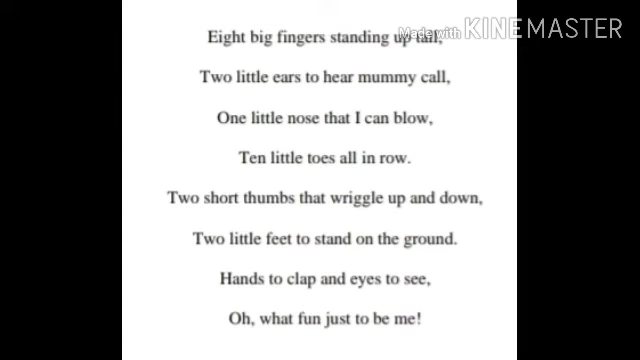 Made with KINEMASTER
Eight big fingers standing up tall,
Two little ears to hear mummy call,
One little nose that I can blow,
Ten little toes all in row.
Two short thumbs that wriggle up and down,
Two little feet to stand on the ground.
Hands to clap and eyes to see,
Oh, what fun just to be me!